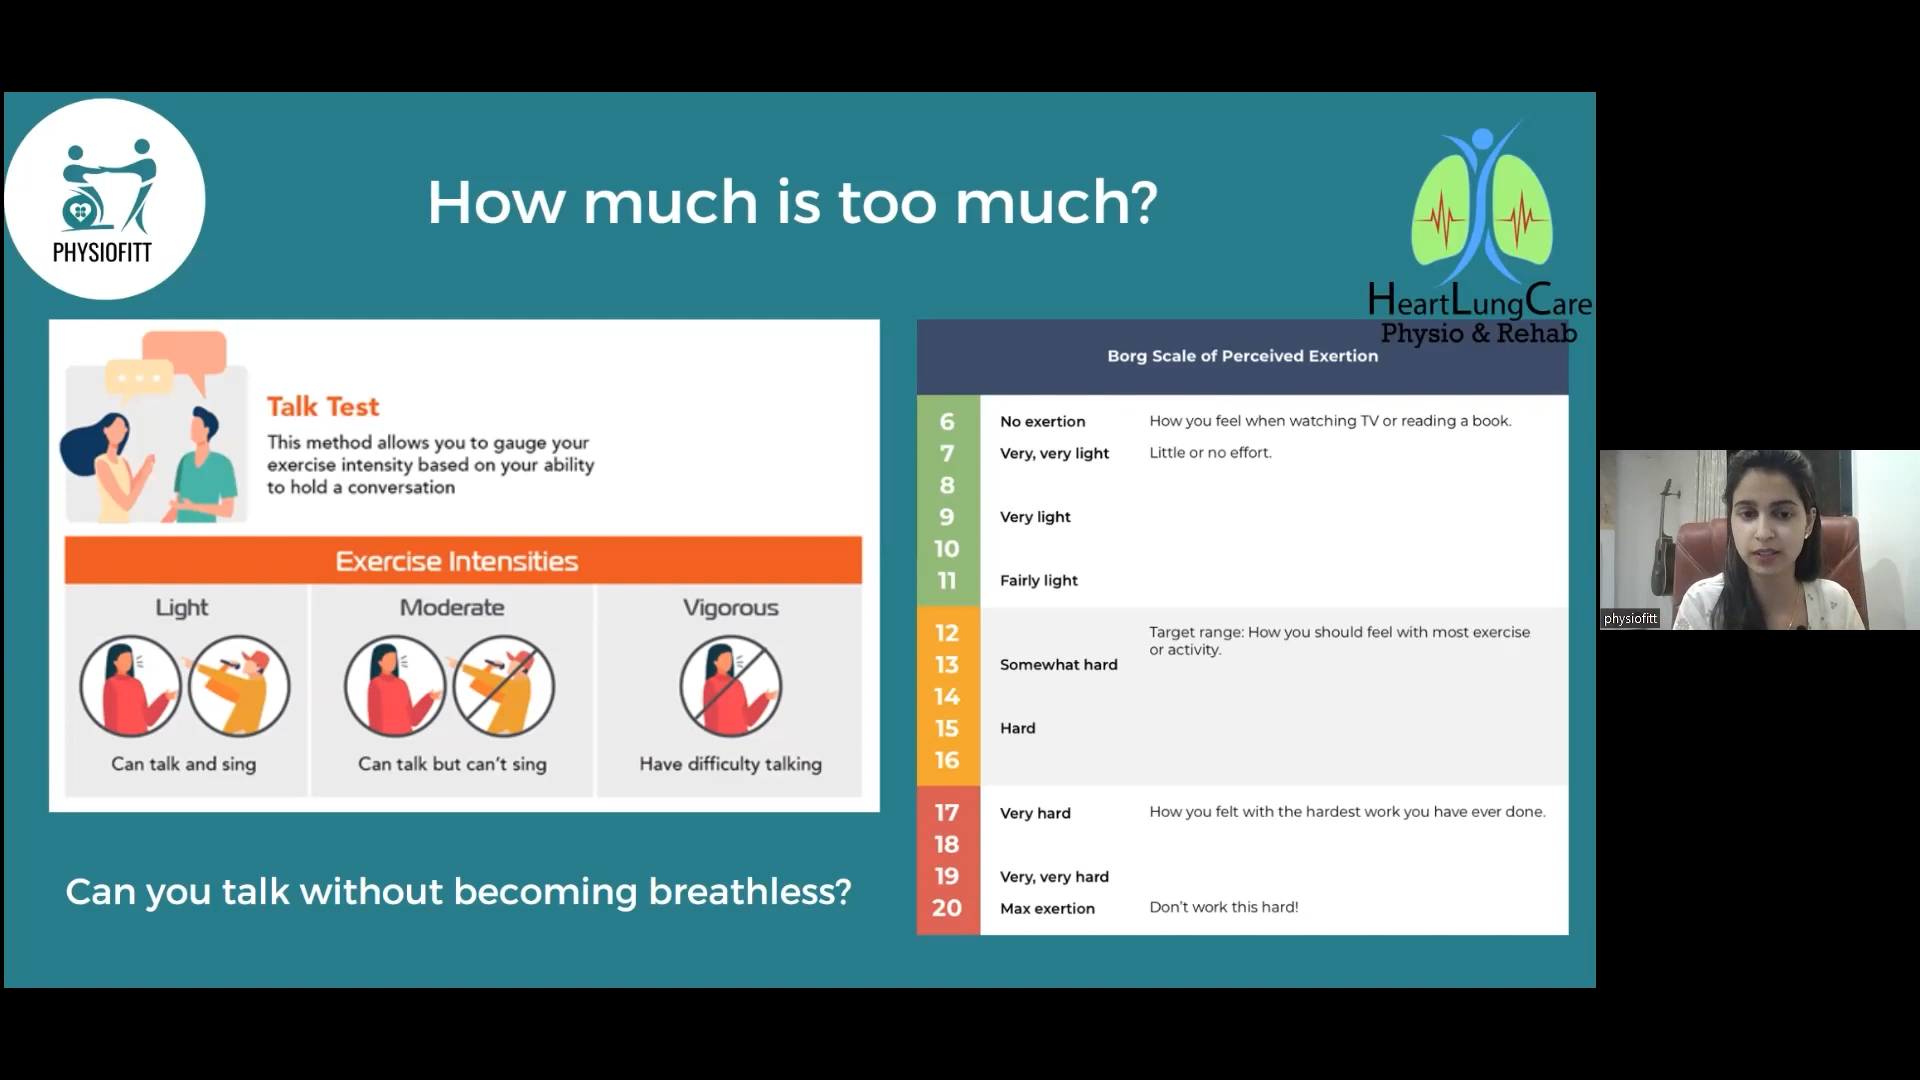 PHYSIOFITT
How much is too much?
HeartLungCare
Physio & Rehab
Talk Test
This method allows you to gauge your
exercise intensity based on your ability
to hold a conversation
Exercise Intensities
Light
Moderate
Vigorous
Can talk and sing
Can talk but can't sing
Have difficulty talking
Can you talk without becoming breathless?
Borg Scale of Perceived Exertion
6 No exertion How you feel when watching TV or reading a book.
7 Very, very light Little or no effort.
8
9 Very light
10
11 Fairly light
12 Target range: How you should feel with most exercise
or activity.
13 Somewhat hard
14
15 Hard
16
17 Very hard How you felt with the hardest work you have ever done.
18
19 Very, very hard
20 Max exertion Don't work this hard!
physiofitt